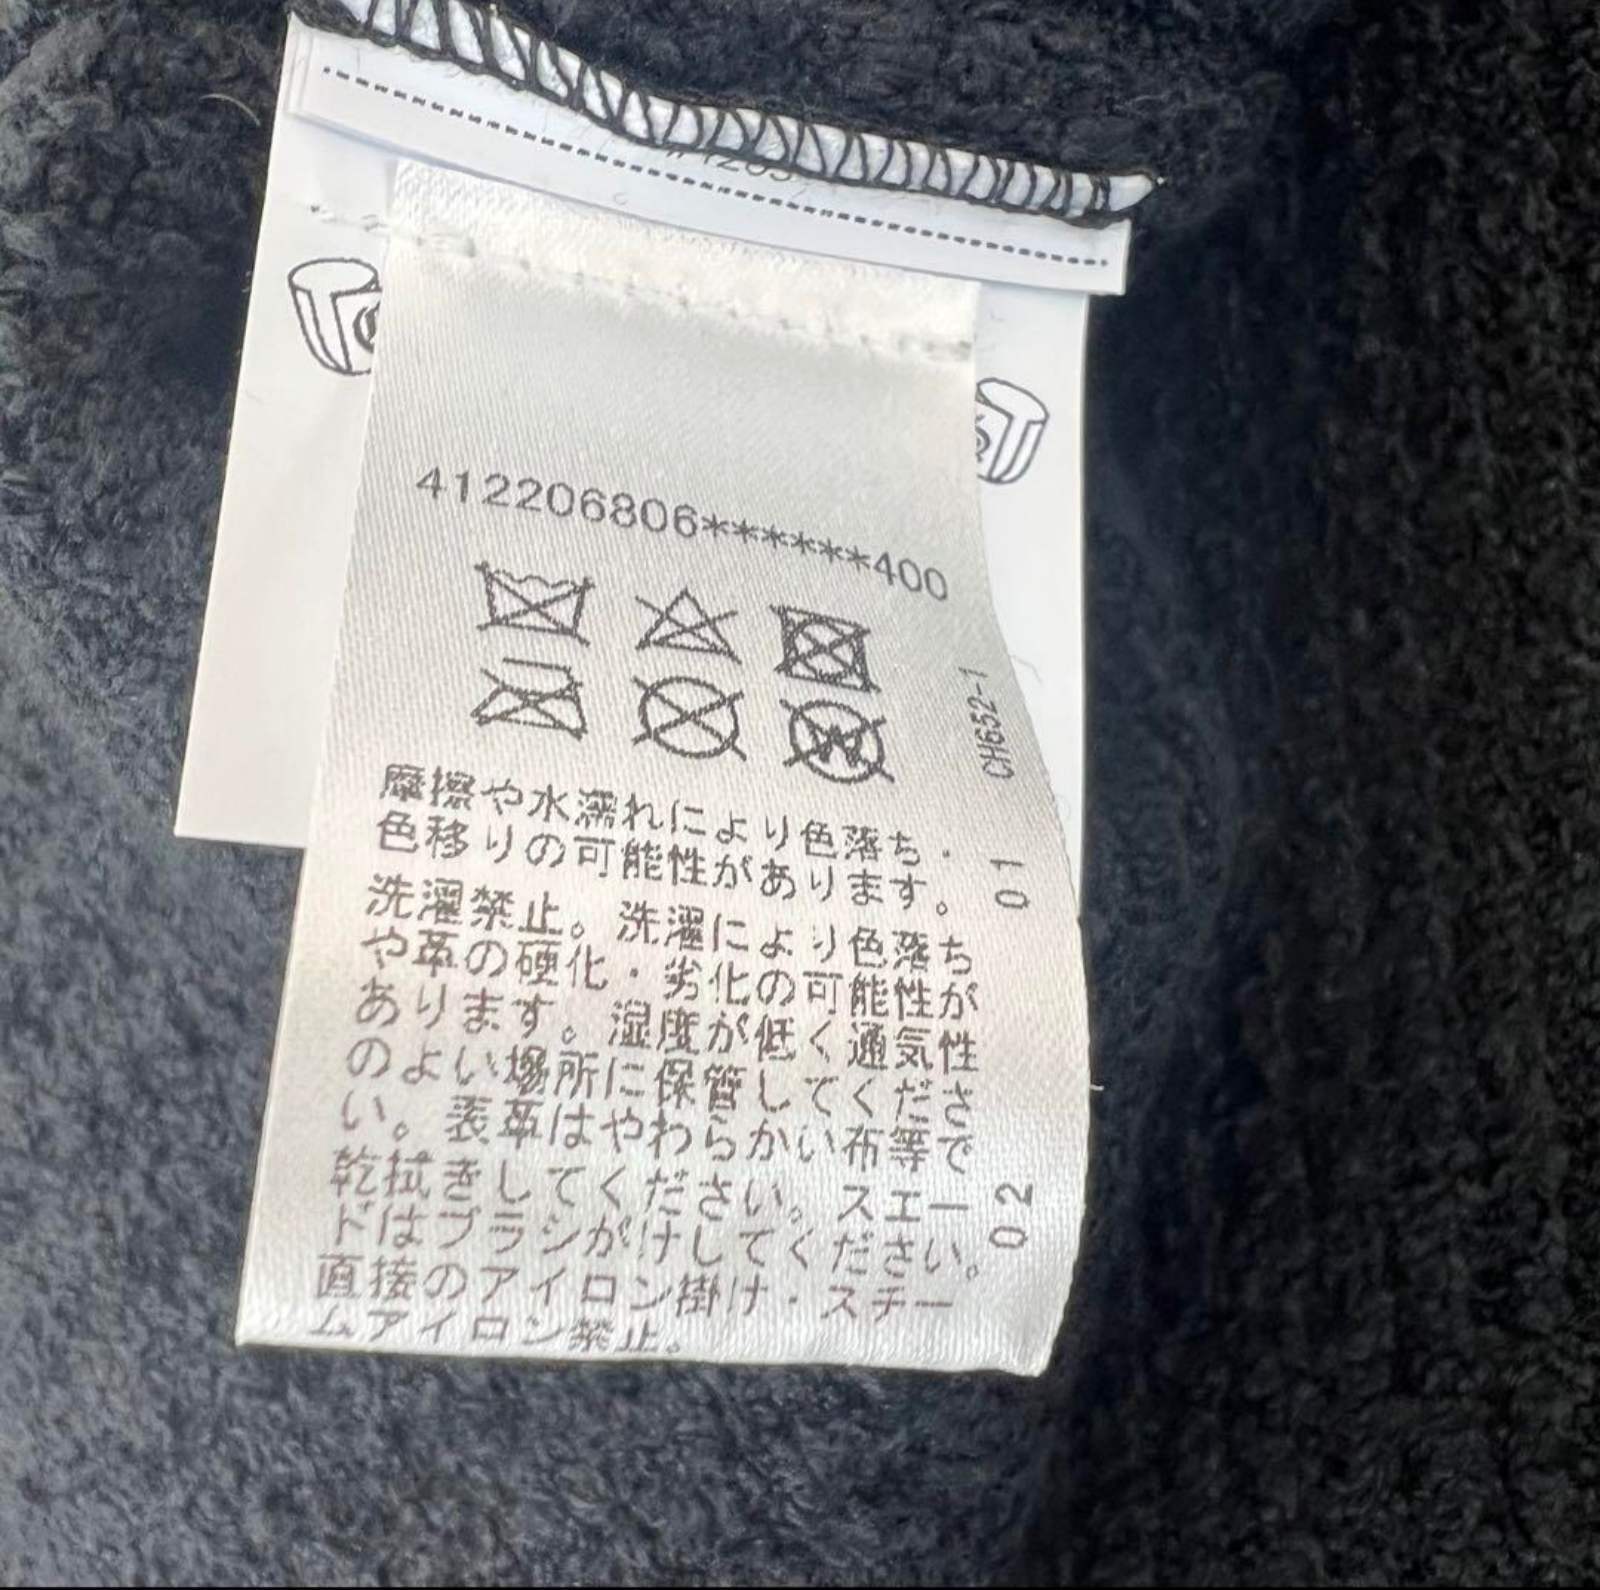 412206806******400
CH652-1
摩擦や水濡れにより色落ち・
色移りの可能性があります。
01
洗濯禁止。洗濯により色落ち
や革の硬化・劣化の可能性が
あります。湿度が低く通気性
のよい場所に保管してくださ
い。表革はやわらかい布等で
乾拭きしてください。スエー
02
ドはブラシがけしてください。
直接のアイロン掛け・スチー
ムアイロン禁止。